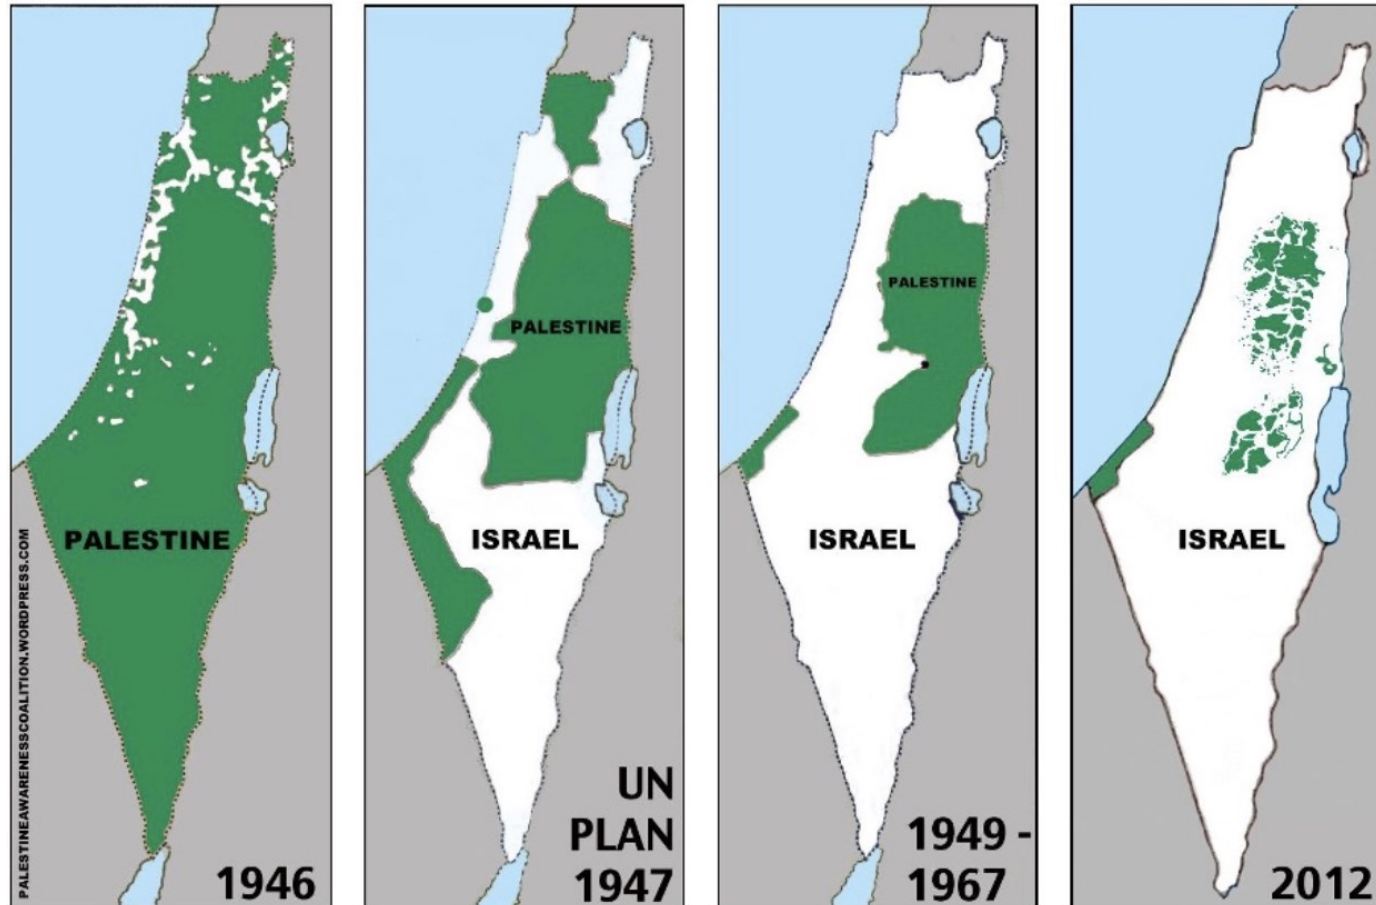 PALESTINEAWARENESSCOALITION.WORDPRESS.COM
PALESTINE
1946
PALESTINE
ISRAEL
UN
PLAN
1947
PALESTINE
ISRAEL
1949 -
1967
ISRAEL
2012